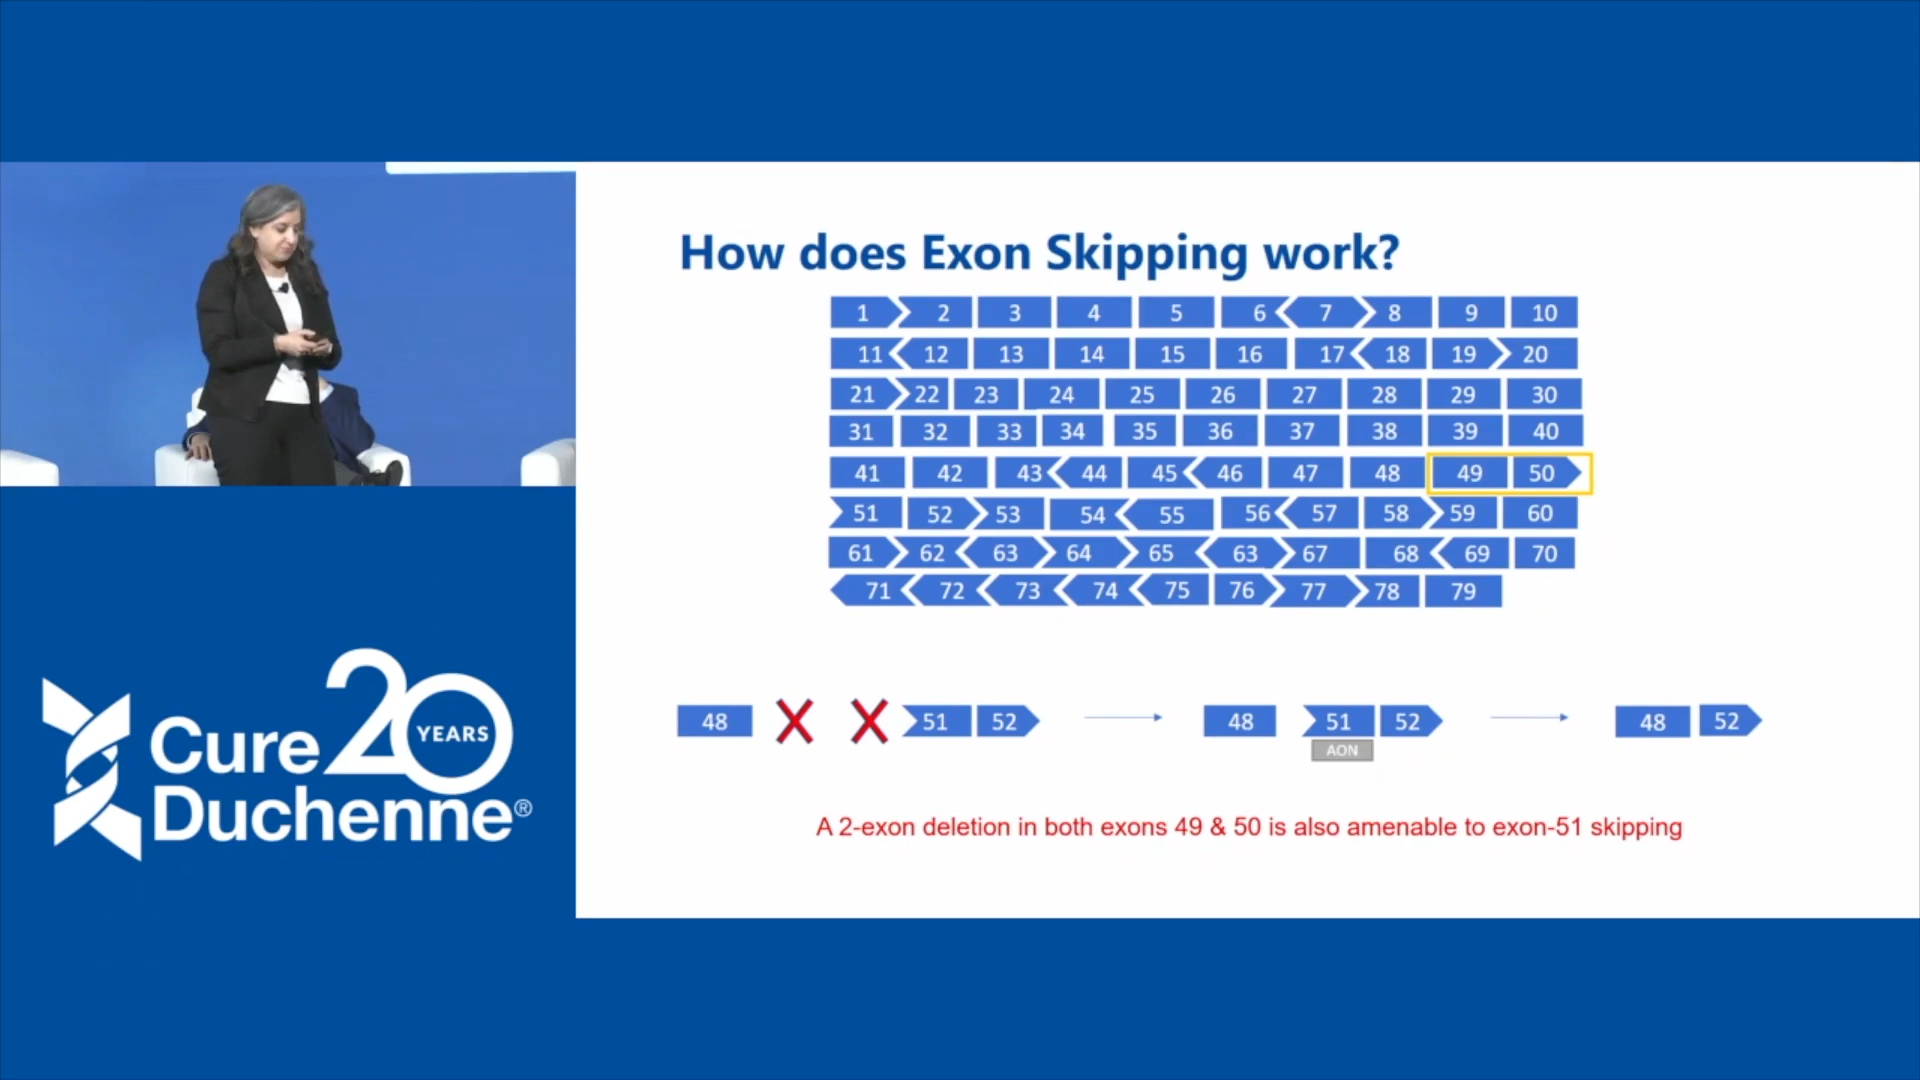 How does Exon Skipping work?
1 2 3 4 5 6 7 8 9 10
11 12 13 14 15 16 17 18 19 20
21 22 23 24 25 26 27 28 29 30
31 32 33 34 35 36 37 38 39 40
41 42 43 44 45 46 47 48 49 50
51 52 53 54 55 56 57 58 59 60
61 62 63 64 65 63 67 68 69 70
71 72 73 74 75 76 77 78 79
48 51 52 48 51 52 48 52
AON
A 2-exon deletion in both exons 49 & 50 is also amenable to exon-51 skipping
20
YEARS
Cure
Duchenne®